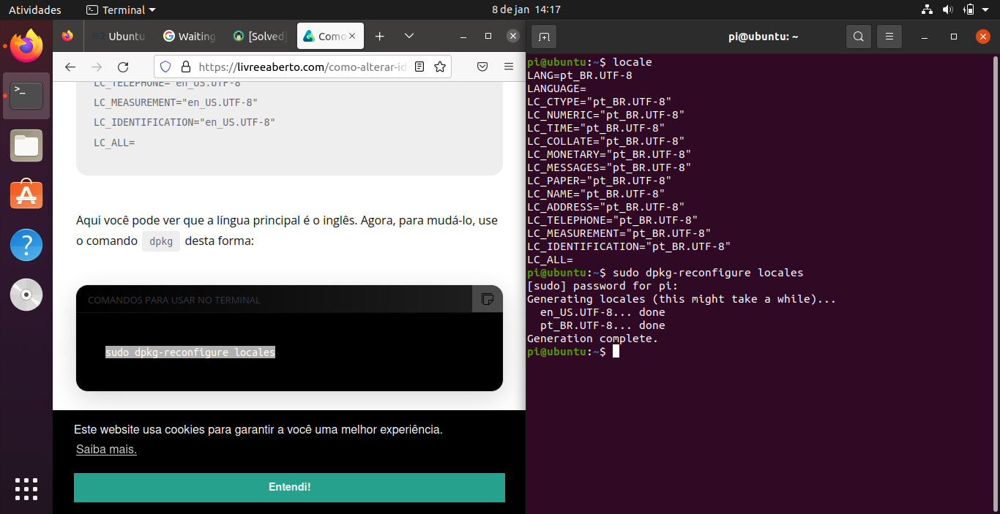 Atividades
Terminal
8 de jan 14:17
Ubuntu
Waiting
[Solved]
Como
https://livreeaberto.com/como-alterar-id
LC_TELEPHONE="en_US.UTF-8"
LC_MEASUREMENT="en_US.UTF-8"
LC_IDENTIFICATION="en_US.UTF-8"
LC_ALL=
Aqui você pode ver que a língua principal é o inglês. Agora, para mudá-lo, use
o comando dpkg desta forma:
COMANDOS PARA USAR NO TERMINAL
sudo dpkg-reconfigure locales
Este website usa cookies para garantir a você uma melhor experiência.
Saiba mais.
Entendi!
pi@ubuntu: ~
pi@ubuntu:~$ locale
LANG=pt_BR.UTF-8
LANGUAGE=
LC_CTYPE="pt_BR.UTF-8"
LC_NUMERIC="pt_BR.UTF-8"
LC_TIME="pt_BR.UTF-8"
LC_COLLATE="pt_BR.UTF-8"
LC_MONETARY="pt_BR.UTF-8"
LC_MESSAGES="pt_BR.UTF-8"
LC_PAPER="pt_BR.UTF-8"
LC_NAME="pt_BR.UTF-8"
LC_ADDRESS="pt_BR.UTF-8"
LC_TELEPHONE="pt_BR.UTF-8"
LC_MEASUREMENT="pt_BR.UTF-8"
LC_IDENTIFICATION="pt_BR.UTF-8"
LC_ALL=
pi@ubuntu:~$ sudo dpkg-reconfigure locales
[sudo] password for pi:
Generating locales (this might take a while)...
  en_US.UTF-8... done
  pt_BR.UTF-8... done
Generation complete.
pi@ubuntu:~$